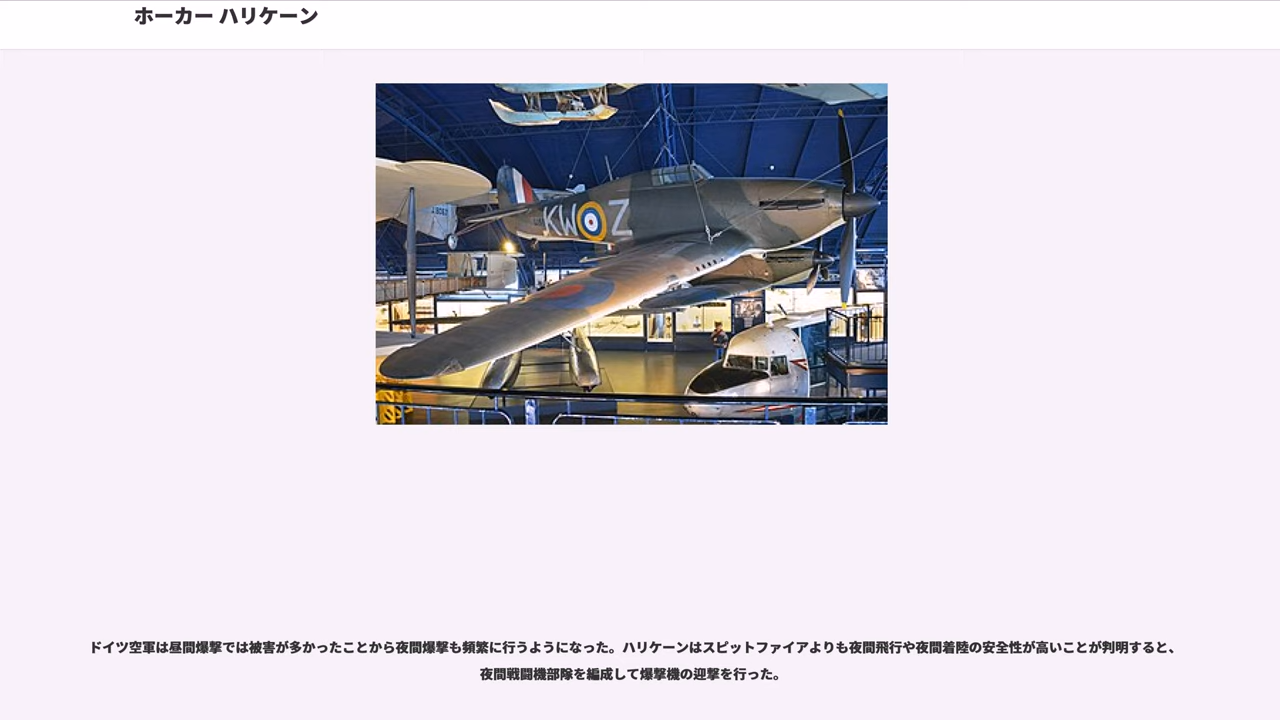 ホーカー ハリケーン
KW Z
ドイツ空軍は昼間爆撃では被害が多かったことから夜間爆撃も頻繁に行うようになった。ハリケーンはスピットファイアよりも夜間飛行や夜間着陸の安全性が高いことが判明すると、
夜間戦闘機部隊を編成して爆撃機の迎撃を行った。